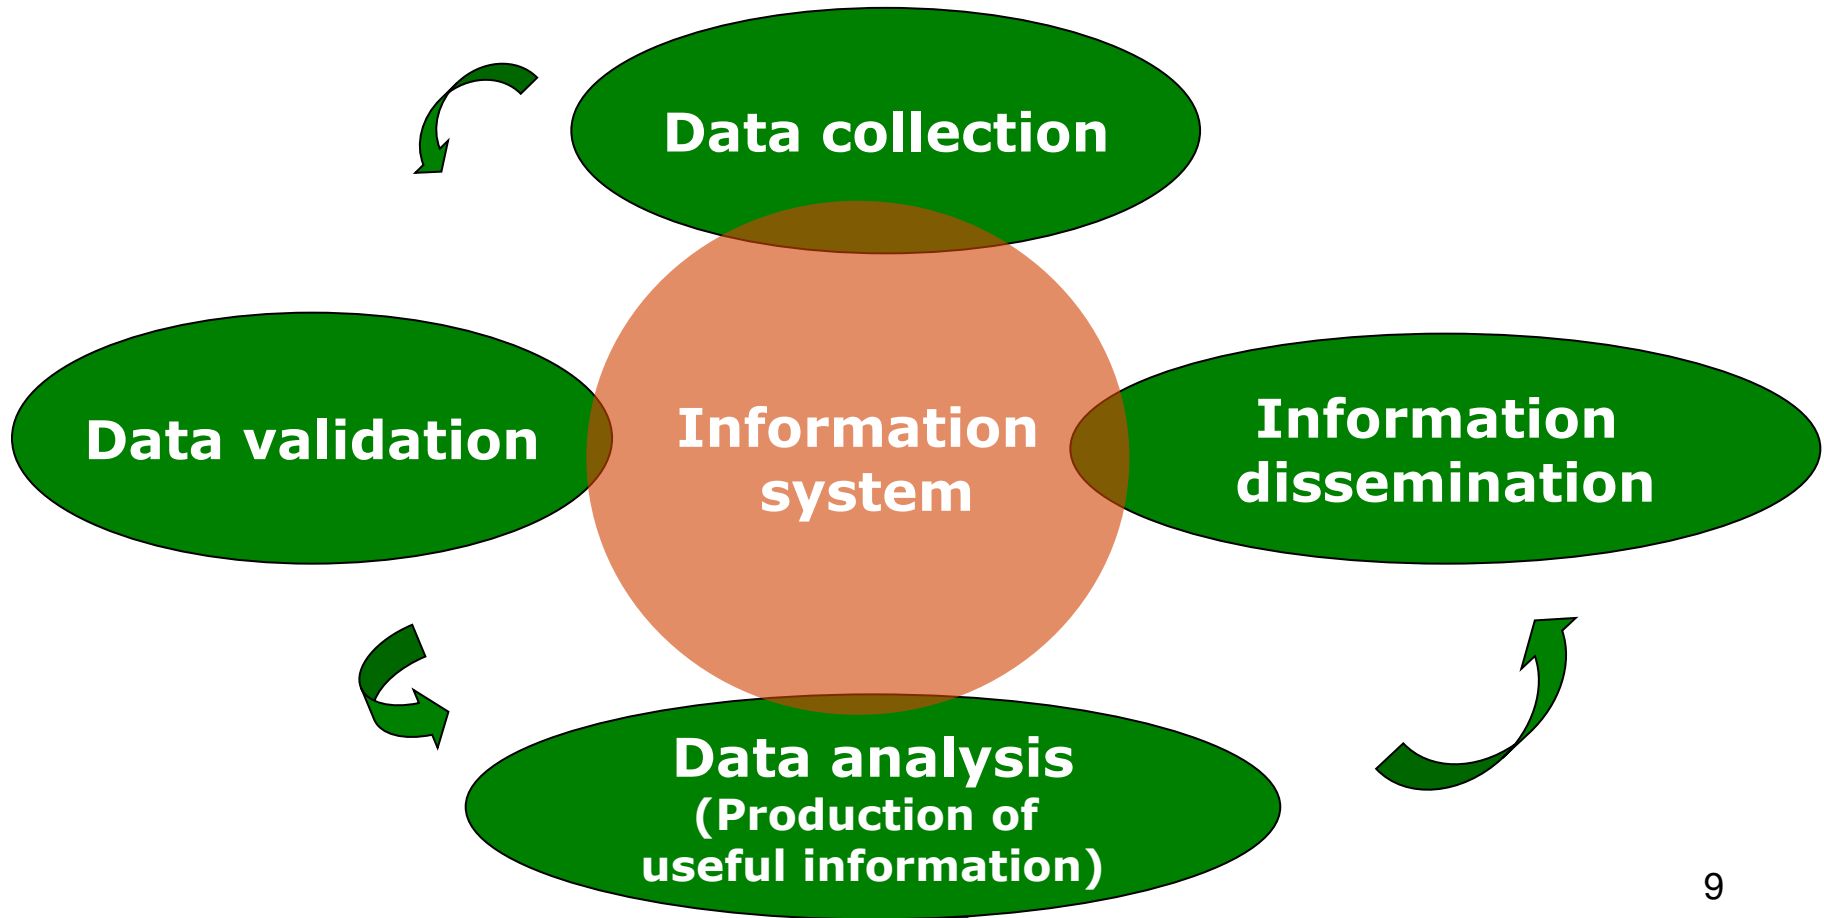 Data collection
Data validation
Information
system
Information
dissemination
Data analysis
(Production of
useful information)
9